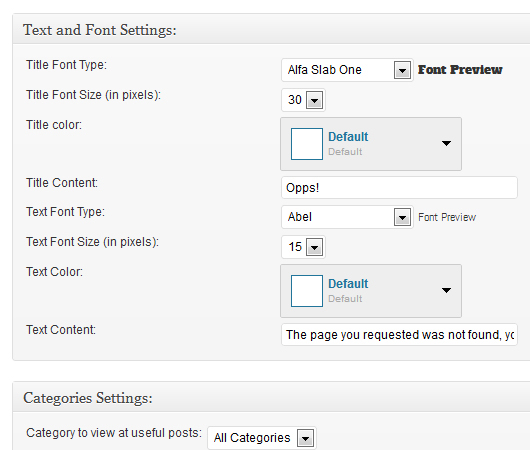 Text and Font Settings:
Title Font Type: Alfa Slab One Font Preview
Title Font Size (in pixels): 30
Title color: Default
Default
Title Content: Opps!
Text Font Type: Abel Font Preview
Text Font Size (in pixels): 15
Text Color: Default
Default
Text Content: The page you requested was not found, yo
Categories Settings:
Category to view at useful posts: All Categories